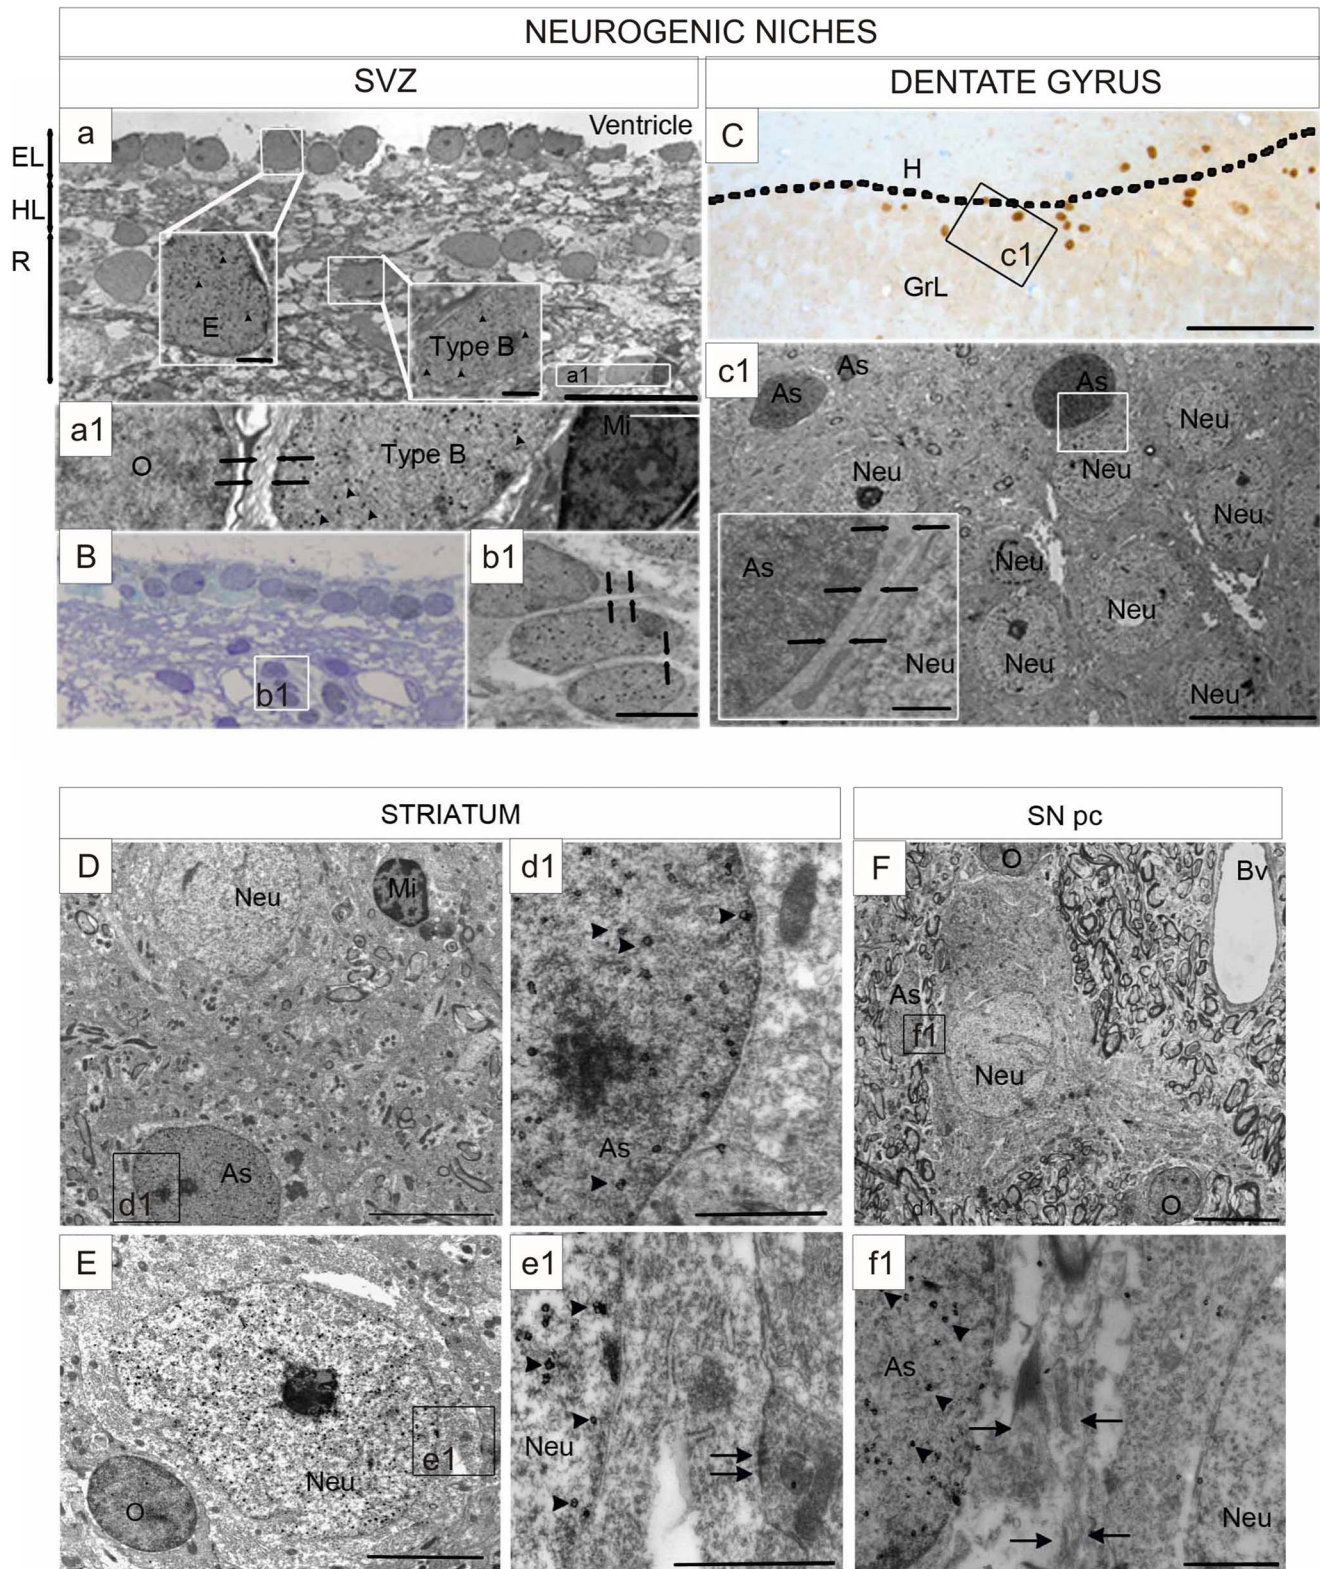 NEUROGENIC NICHES
SVZ
DENTATE GYRUS
a
Ventricle
EL
HL
R
E
Type B
a1
a1
O
Type B
Mi
B
b1
b1
C
H
c1
GrL
c1
As
As
As
Neu
Neu
Neu
Neu
Neu
Neu
Neu
Neu
As
Neu
STRIATUM
SN pc
D
Neu
Mi
As
d1
d1
As
F
O
Bv
As
f1
Neu
d1
O
E
Neu
e1
O
e1
Neu
f1
As
Neu